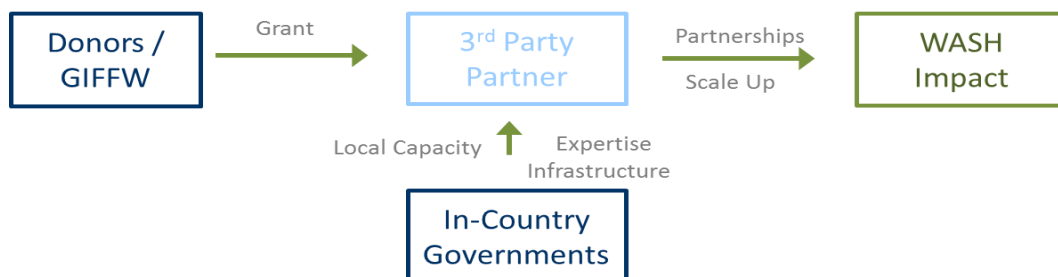 Donors /
GIFFW
Grant
3rd Party
Partner
Partnerships
Scale Up
WASH
Impact
Local Capacity
Expertise
Infrastructure
In-Country
Governments